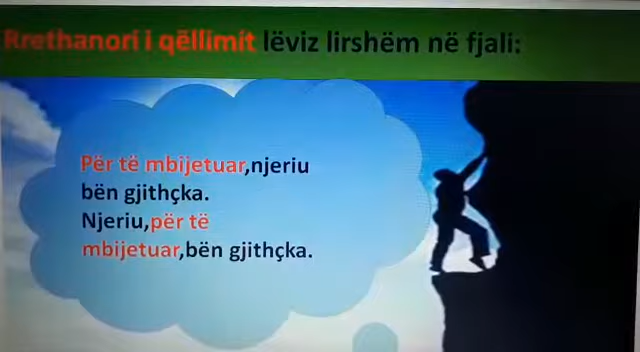 Rrethanori i qëllimit lëviz lirshëm në fjali:
Për të mbijetuar,njeriu
bën gjithçka.
Njeriu,për të
mbijetuar,bën gjithçka.